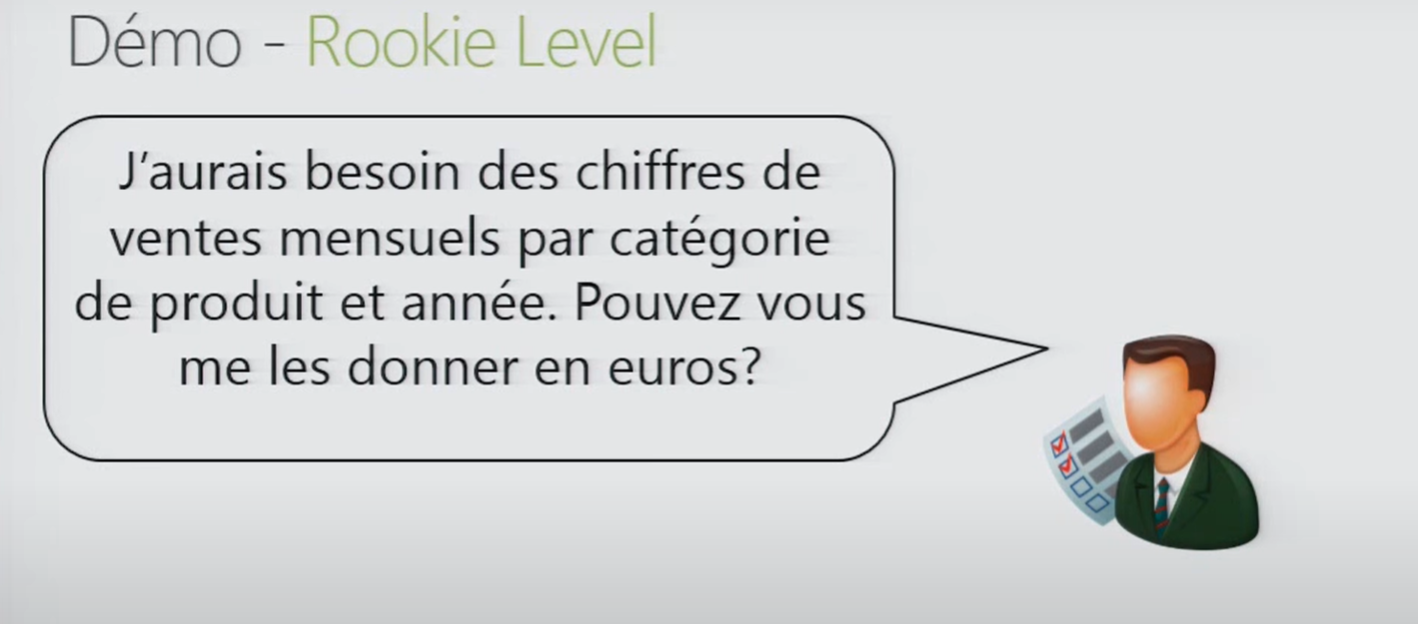 Démo - Rookie Level
J’aurais besoin des chiffres de
ventes mensuels par catégorie
de produit et année. Pouvez vous
me les donner en euros?